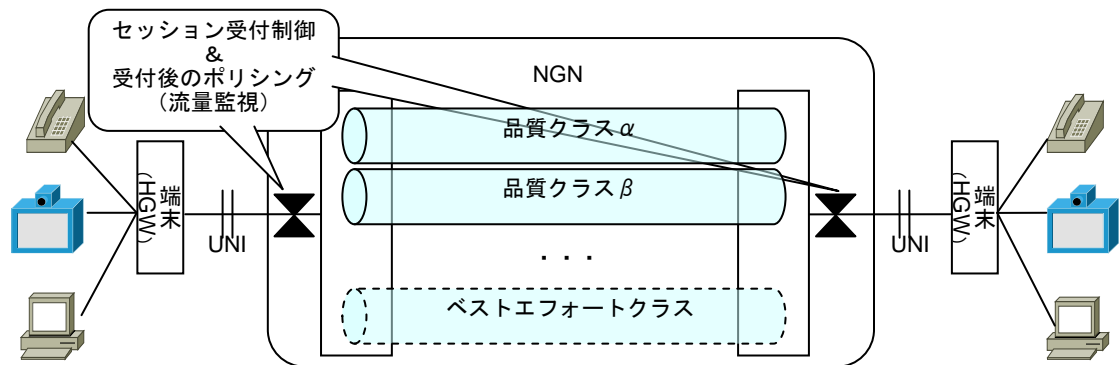 セッション受付制御
&
受付後のポリシング
(流量監視)
NGN
品質クラスα
品質クラスβ
・・・
ベストエフォートクラス
端末
(HGW)
UNI
UNI
端末
(HGW)